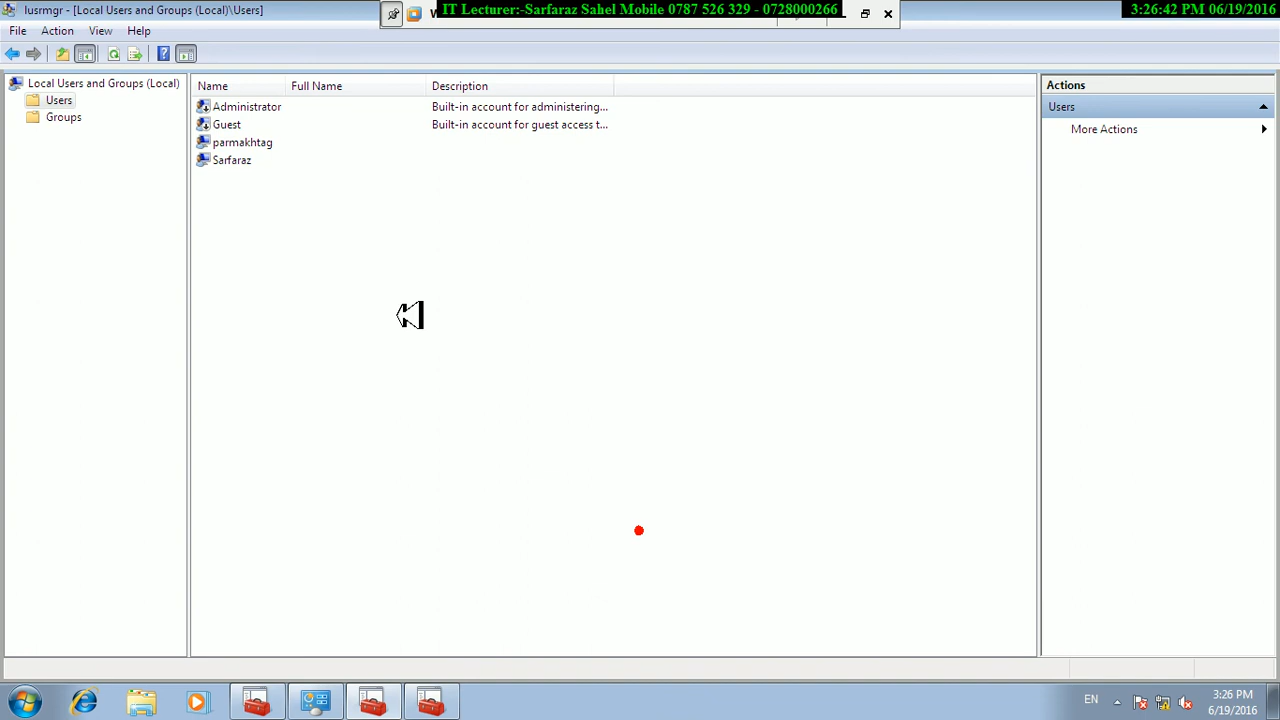 lusrmgr - [Local Users and Groups (Local)\Users]
IT Lecturer:-Sarfaraz Sahel Mobile 0787 526 329 - 0728000266
3:26:42 PM 06/19/2016
File Action View Help
Local Users and Groups (Local)
Users
Groups
Name Full Name Description
Administrator Built-in account for administering...
Guest Built-in account for guest access t...
parmakhtag
Sarfaraz
Actions
Users
More Actions
EN
3:26 PM
6/19/2016